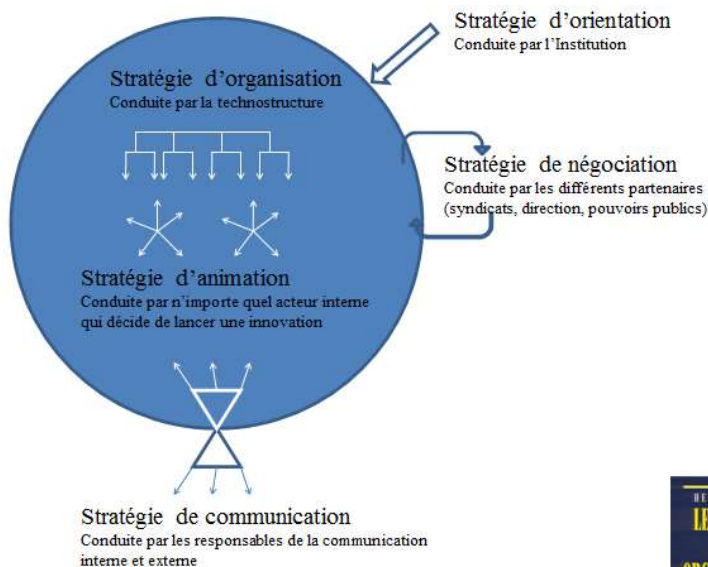 Stratégie d'orientation
Conduite par l'Institution
Stratégie d'organisation
Conduite par la technostructure
Stratégie de négociation
Conduite par les différents partenaires
(syndicats, direction, pouvoirs publics)
Stratégie d'animation
Conduite par n'importe quel acteur interne
qui décide de lancer une innovation
Stratégie de communication
Conduite par les responsables de la communication
interne et externe
LE